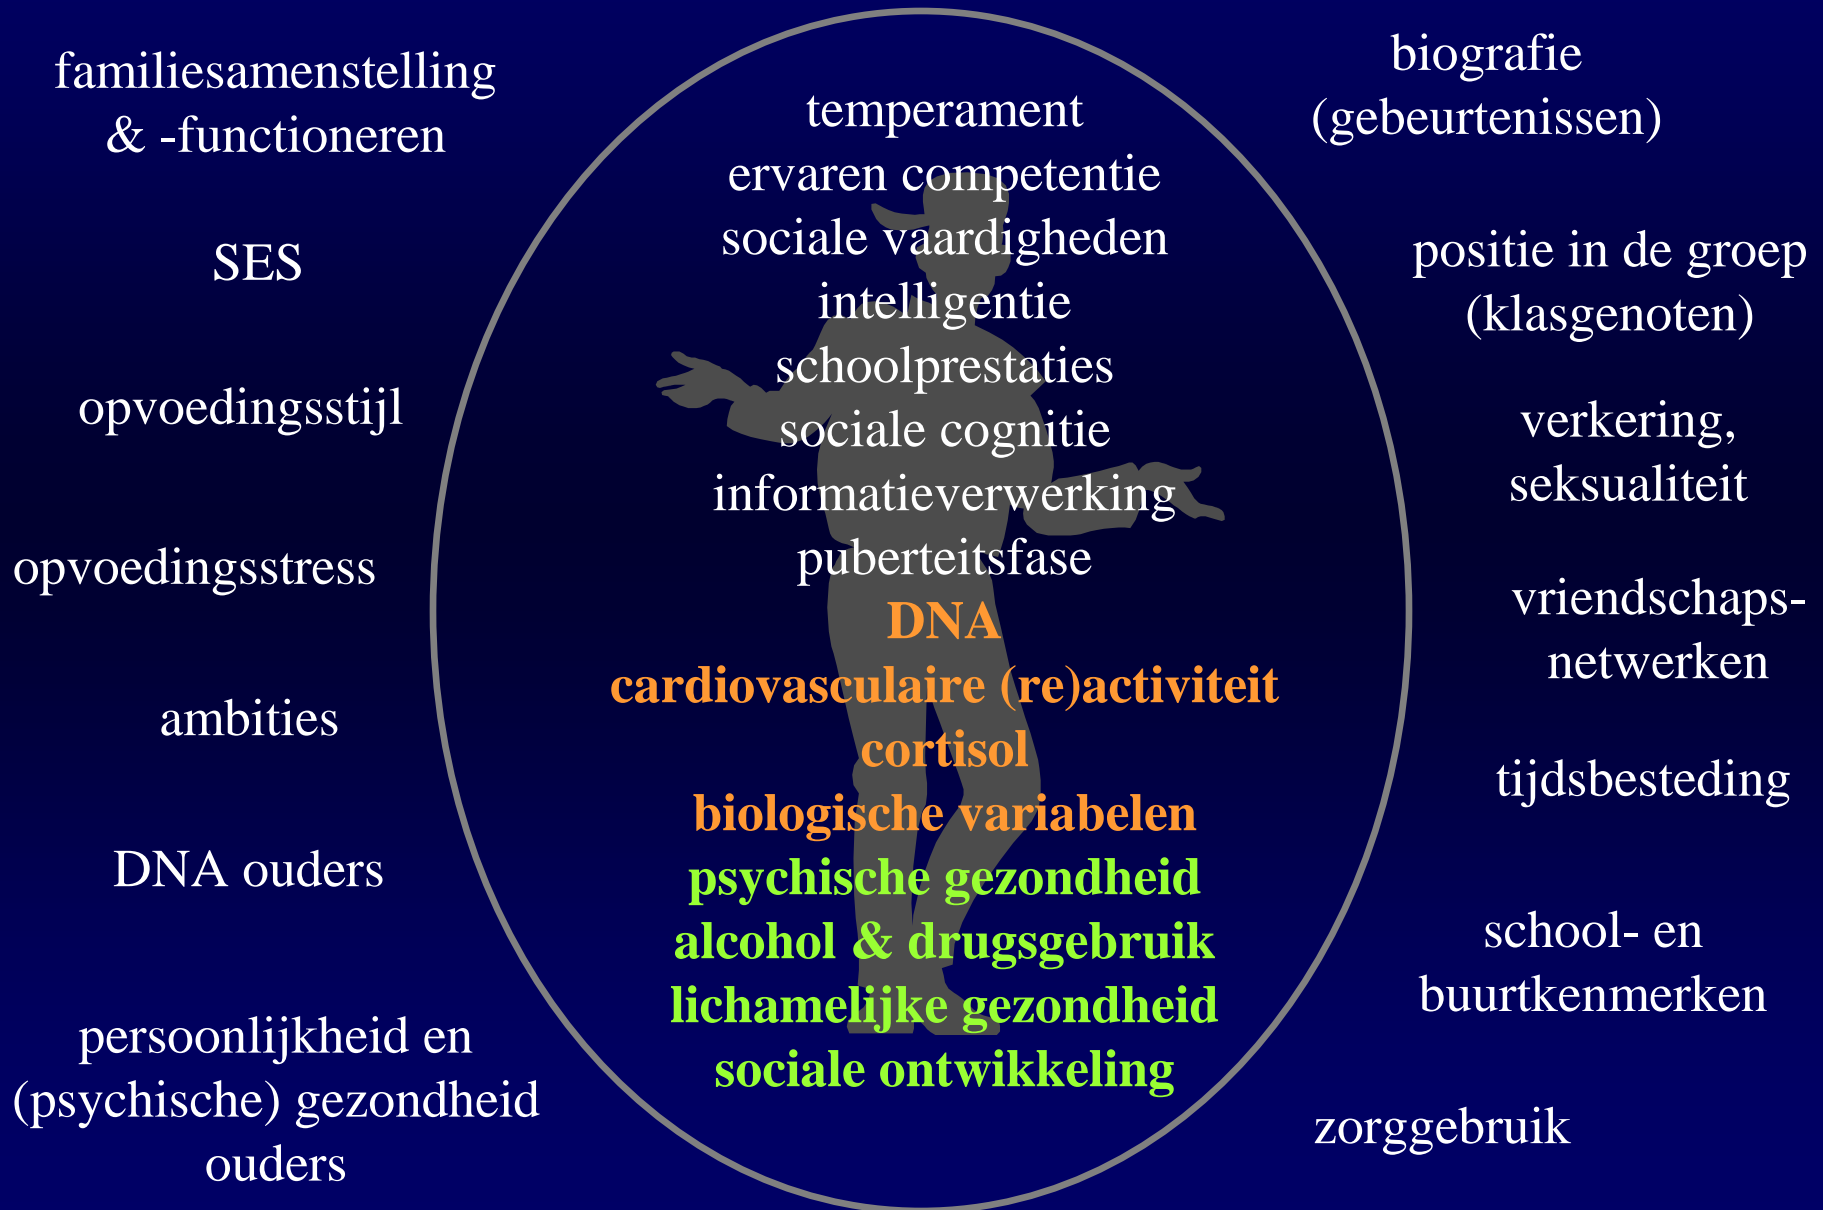 familiesamenstelling
& -functioneren
SES
opvoedingsstijl
opvoedingsstress
ambities
DNA ouders
persoonlijkheid en
(psychische) gezondheid
ouders
temperament
ervaren competentie
sociale vaardigheden
intelligentie
schoolprestaties
sociale cognitie
informatieverwerking
puberteitsfase
DNA
cardiovasculaire (re)activiteit
cortisol
biologische variabelen
psychische gezondheid
alcohol & drugsgebruik
lichamelijke gezondheid
sociale ontwikkeling
biografie
(gebeurtenissen)
positie in de groep
(klasgenoten)
verkering,
seksualiteit
vriendschaps-
netwerken
tijdsbesteding
school- en
buurtkenmerken
zorggebruik